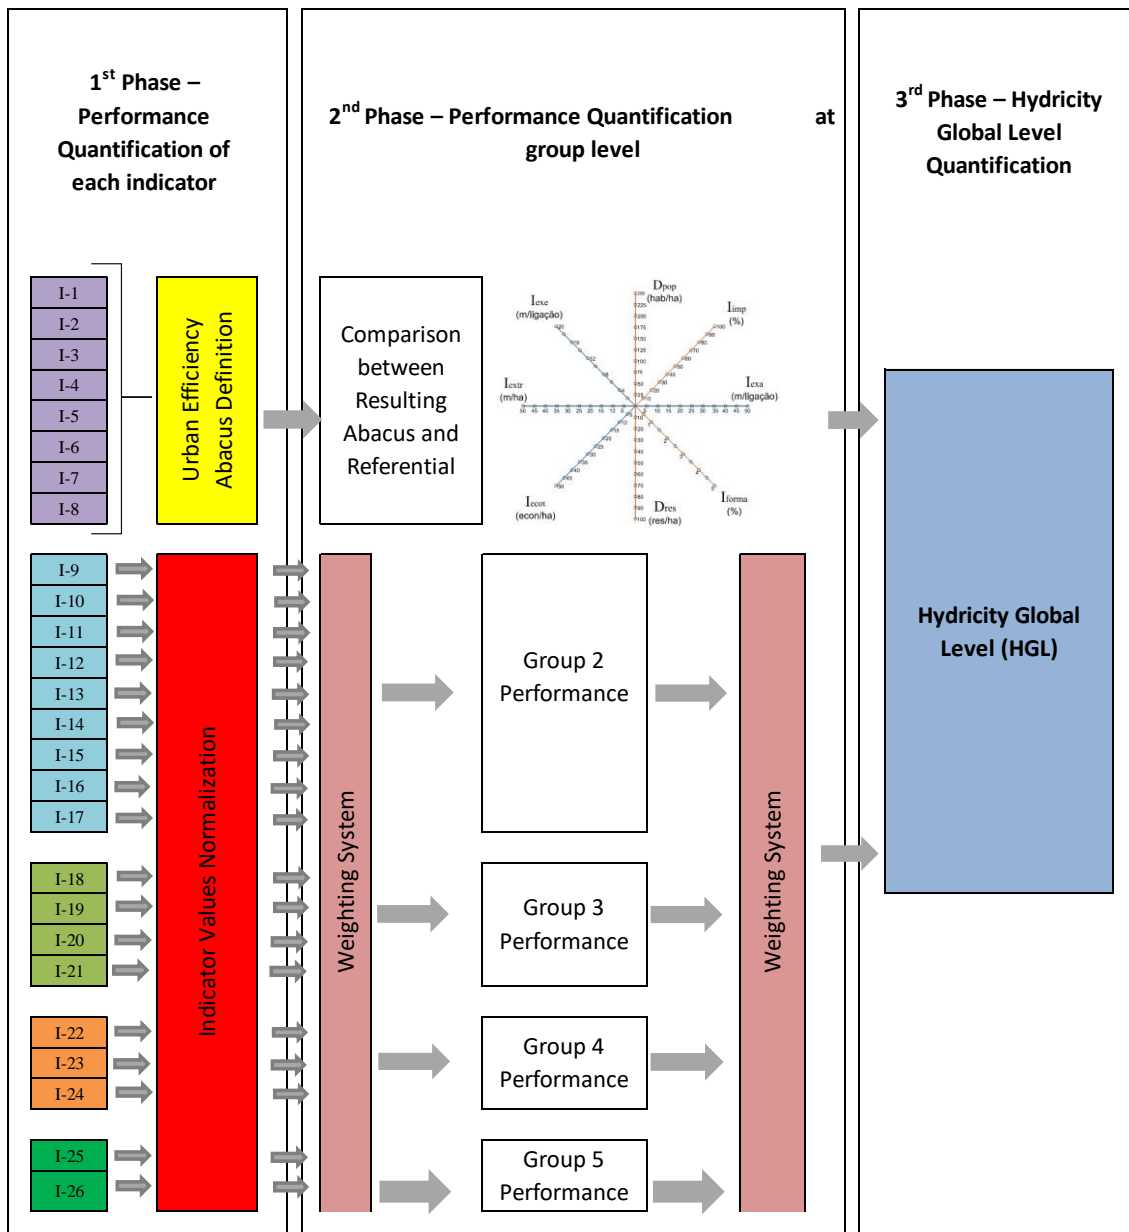 1st Phase –
Performance
Quantification of
each indicator
2nd Phase – Performance Quantification at
group level
3rd Phase – Hydricity
Global Level
Quantification
I-1
I-2
I-3
I-4
I-5
I-6
I-7
I-8
Urban Efficiency
Abacus Definition
Comparison
between
Resulting
Abacus and
Referential
Dpop
(hab/ha)
Iimp
(%)
Iexa
(m/ligação)
Iforma
(%)
Dres
(res/ha)
Iecot
(econ/ha)
Iextr
(m/ha)
Iexe
(m/ligação)
I-9
I-10
I-11
I-12
I-13
I-14
I-15
I-16
I-17
I-18
I-19
I-20
I-21
I-22
I-23
I-24
I-25
I-26
Indicator Values Normalization
Weighting System
Group 2
Performance
Group 3
Performance
Group 4
Performance
Group 5
Performance
Weighting System
Hydricity Global
Level (HGL)